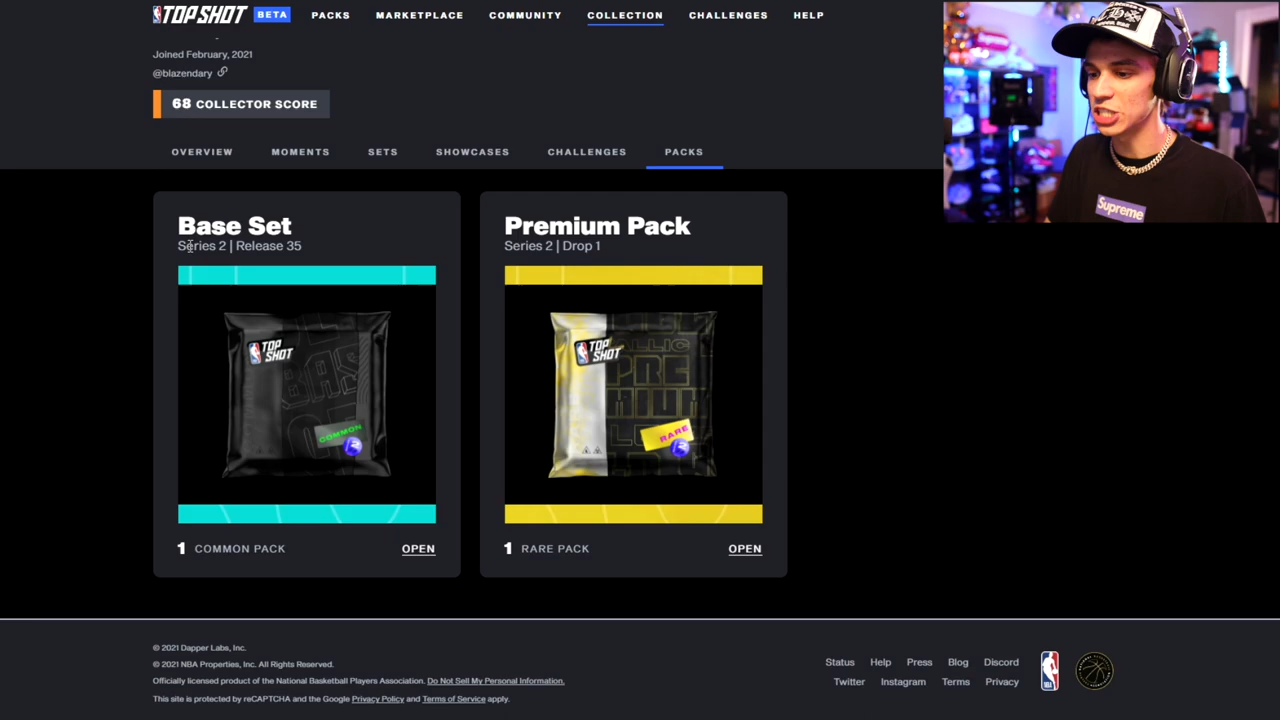 NBA TOP SHOT BETA PACKS MARKETPLACE COMMUNITY COLLECTION CHALLENGES HELP
Joined February, 2021
@blazendary
68 COLLECTOR SCORE
OVERVIEW MOMENTS SETS SHOWCASES CHALLENGES PACKS
Supreme
Base Set
Series 2 | Release 35
TOP SHOT
COMMON
1 COMMON PACK OPEN
Premium Pack
Series 2 | Drop 1
TOP SHOT
PREMIUM
RARE
1 RARE PACK OPEN
© 2021 Dapper Labs, Inc.
© 2021 NBA Properties, Inc. All Rights Reserved.
Officially licensed product of the National Basketball Players Association. Do Not Sell My Personal Information.
This site is protected by reCAPTCHA and the Google Privacy Policy and Terms of Service apply.
Status Help Press Blog Discord
Twitter Instagram Terms Privacy
NBA